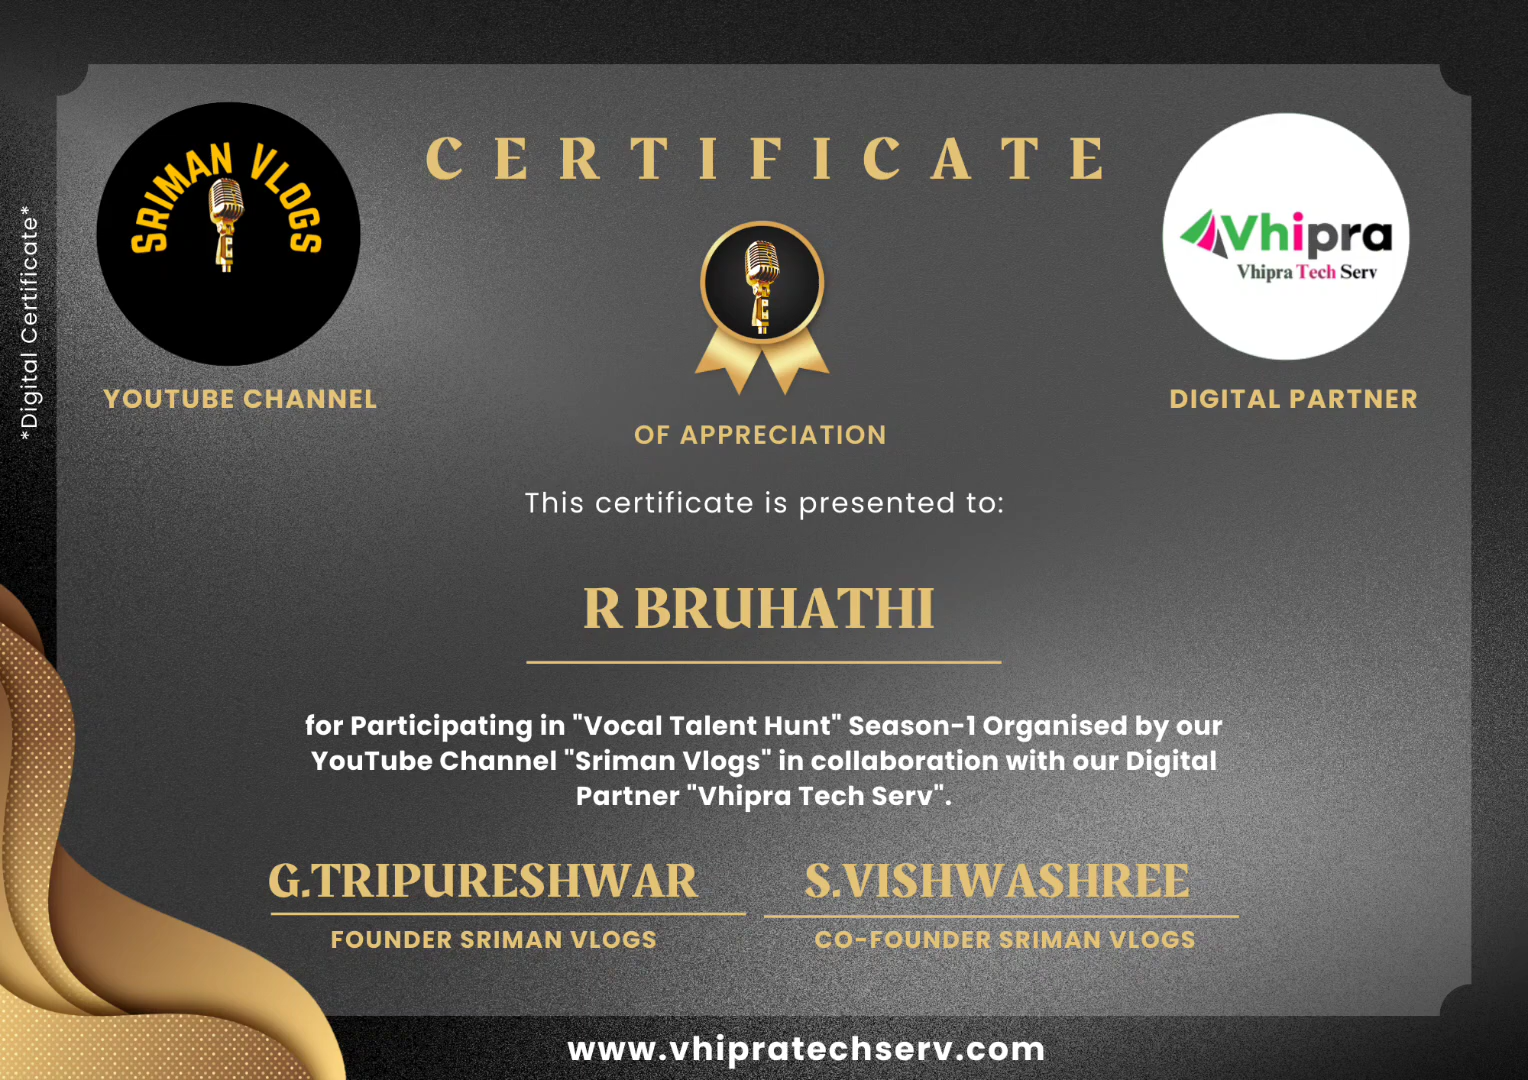 CERTIFICATE
SRIMAN VLOGS
Vhipra
Vhipra Tech Serv
*Digital Certificate*
YOUTUBE CHANNEL
DIGITAL PARTNER
OF APPRECIATION
This certificate is presented to:
R BRUHATHI
for Participating in "Vocal Talent Hunt" Season-1 Organised by our
YouTube Channel "Sriman Vlogs" in collaboration with our Digital
Partner "Vhipra Tech Serv".
G.TRIPURESHWAR
S.VISHWASHREE
FOUNDER SRIMAN VLOGS
CO-FOUNDER SRIMAN VLOGS
www.vhipratechserv.com